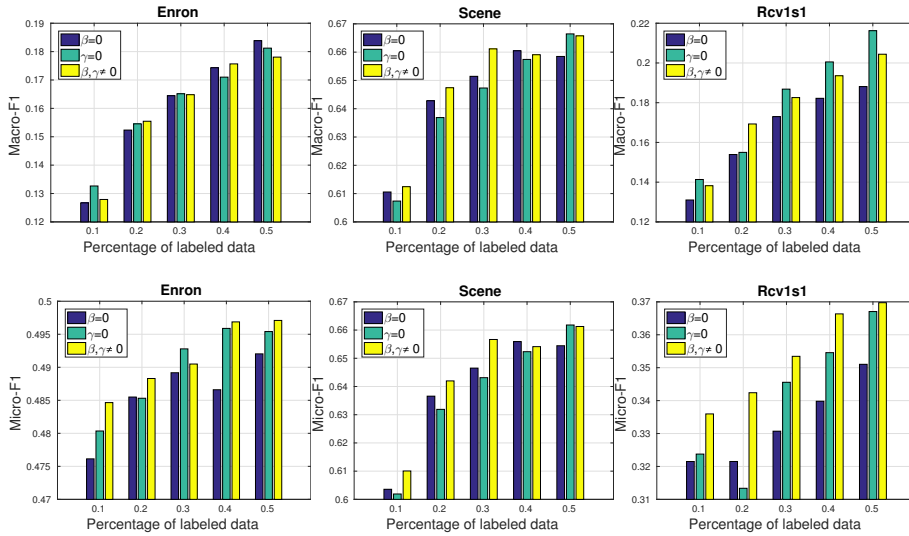 Enron
Macro-F1
0.19
0.18
0.17
0.16
0.15
0.14
0.13
0.12
β=0
γ=0
β,γ≠ 0
0.1 0.2 0.3 0.4 0.5
Percentage of labeled data
Scene
Macro-F1
0.67
0.66
0.65
0.64
0.63
0.62
0.61
0.6
β=0
γ=0
β,γ≠ 0
0.1 0.2 0.3 0.4 0.5
Percentage of labeled data
Rcv1s1
Macro-F1
0.22
0.2
0.18
0.16
0.14
0.12
β=0
γ=0
β,γ≠ 0
0.1 0.2 0.3 0.4 0.5
Percentage of labeled data
Enron
Micro-F1
0.5
0.495
0.49
0.485
0.48
0.475
0.47
β=0
γ=0
β,γ≠ 0
0.1 0.2 0.3 0.4 0.5
Percentage of labeled data
Scene
Micro-F1
0.67
0.66
0.65
0.64
0.63
0.62
0.61
0.6
β=0
γ=0
β,γ≠ 0
0.1 0.2 0.3 0.4 0.5
Percentage of labeled data
Rcv1s1
Micro-F1
0.37
0.36
0.35
0.34
0.33
0.32
0.31
β=0
γ=0
β,γ≠ 0
0.1 0.2 0.3 0.4 0.5
Percentage of labeled data